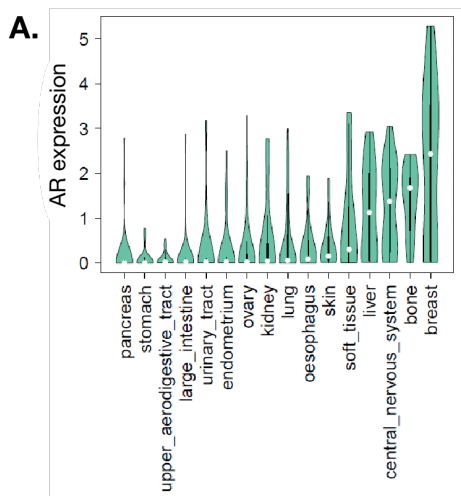 A.
AR expression
5
4
3
2
1
0
pancreas
stomach
upper_aerodigestive_tract
large_intestine
urinary_tract
endometrium
ovary
kidney
lung
oesophagus
skin
soft_tissue
liver
central_nervous_system
bone
breast